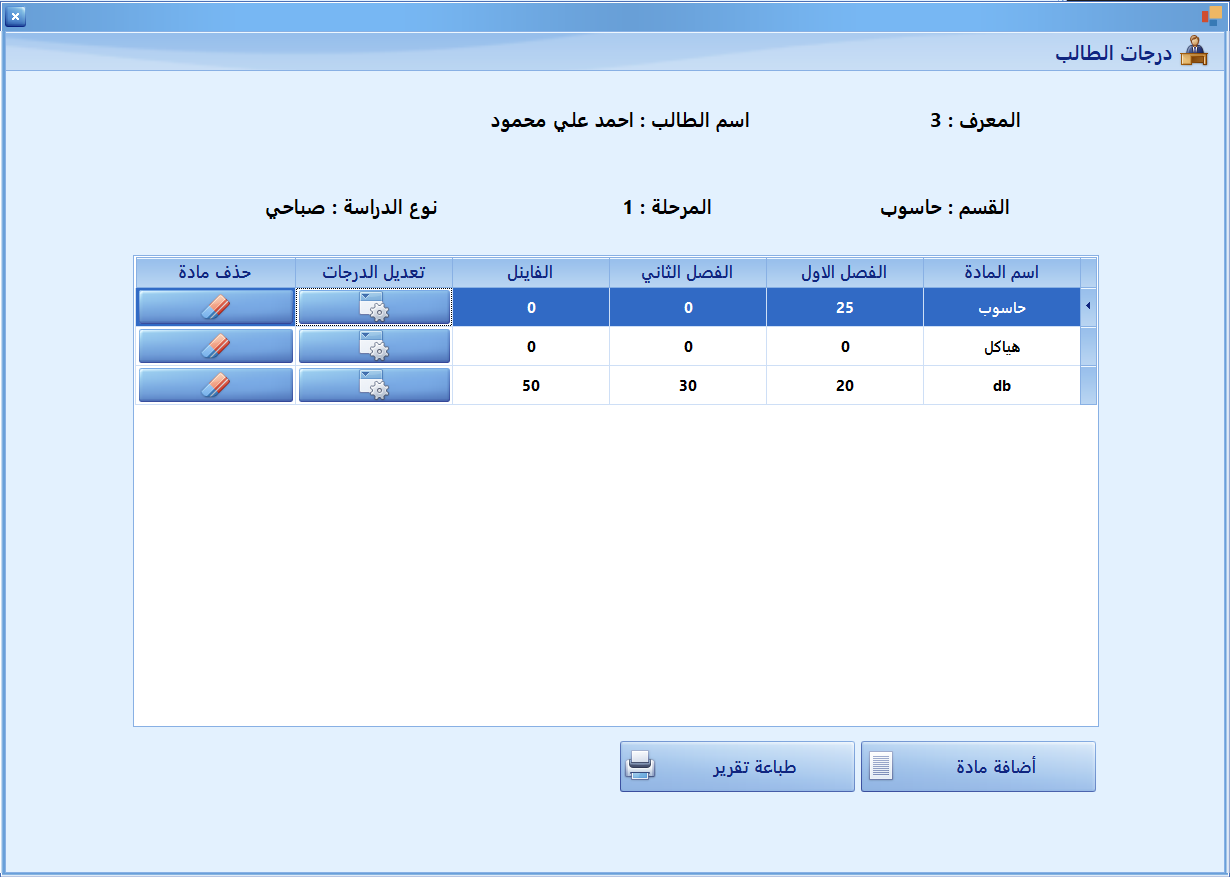 درجات الطالب
المعرف : 3 اسم الطالب : احمد علي محمود
القسم : حاسوب المرحلة : 1 نوع الدراسة : صباحي
اسم المادة الفصل الاول الفصل الثاني الفاينل تعديل الدرجات حذف مادة
حاسوب 25 0 0
هياكل 0 0 0
db 20 30 50
أضافة مادة طباعة تقرير